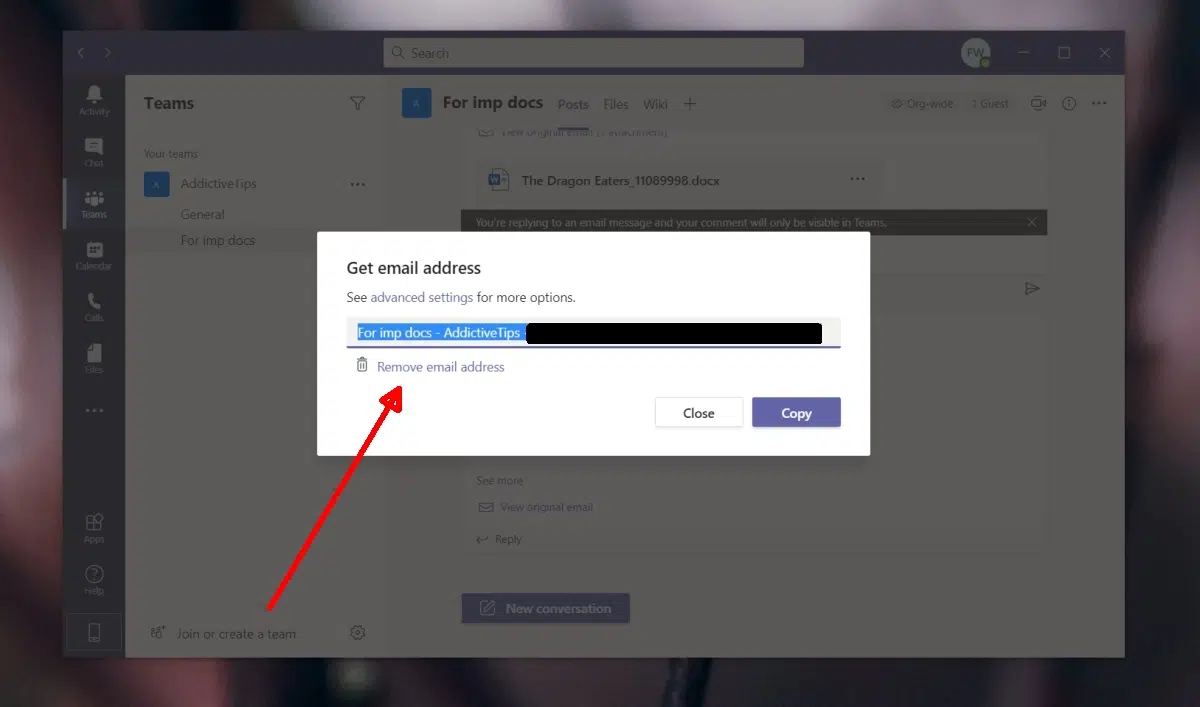 Search
FW
Activity
Chat
Teams
Calendar
Calls
Files
Apps
Help
Teams
Your teams
A
AddictiveTips
General
For imp docs
Join or create a team
A
For imp docs
Posts
Files
Wiki
Org-wide
1 Guest
View original email (1 attachment)
The Dragon Eaters_11089998.docx
You're replying to an email message and your comment will only be visible in Teams.
Get email address
See advanced settings for more options.
For imp docs - AddictiveTips -
Remove email address
Close
Copy
See more
View original email
Reply
New conversation